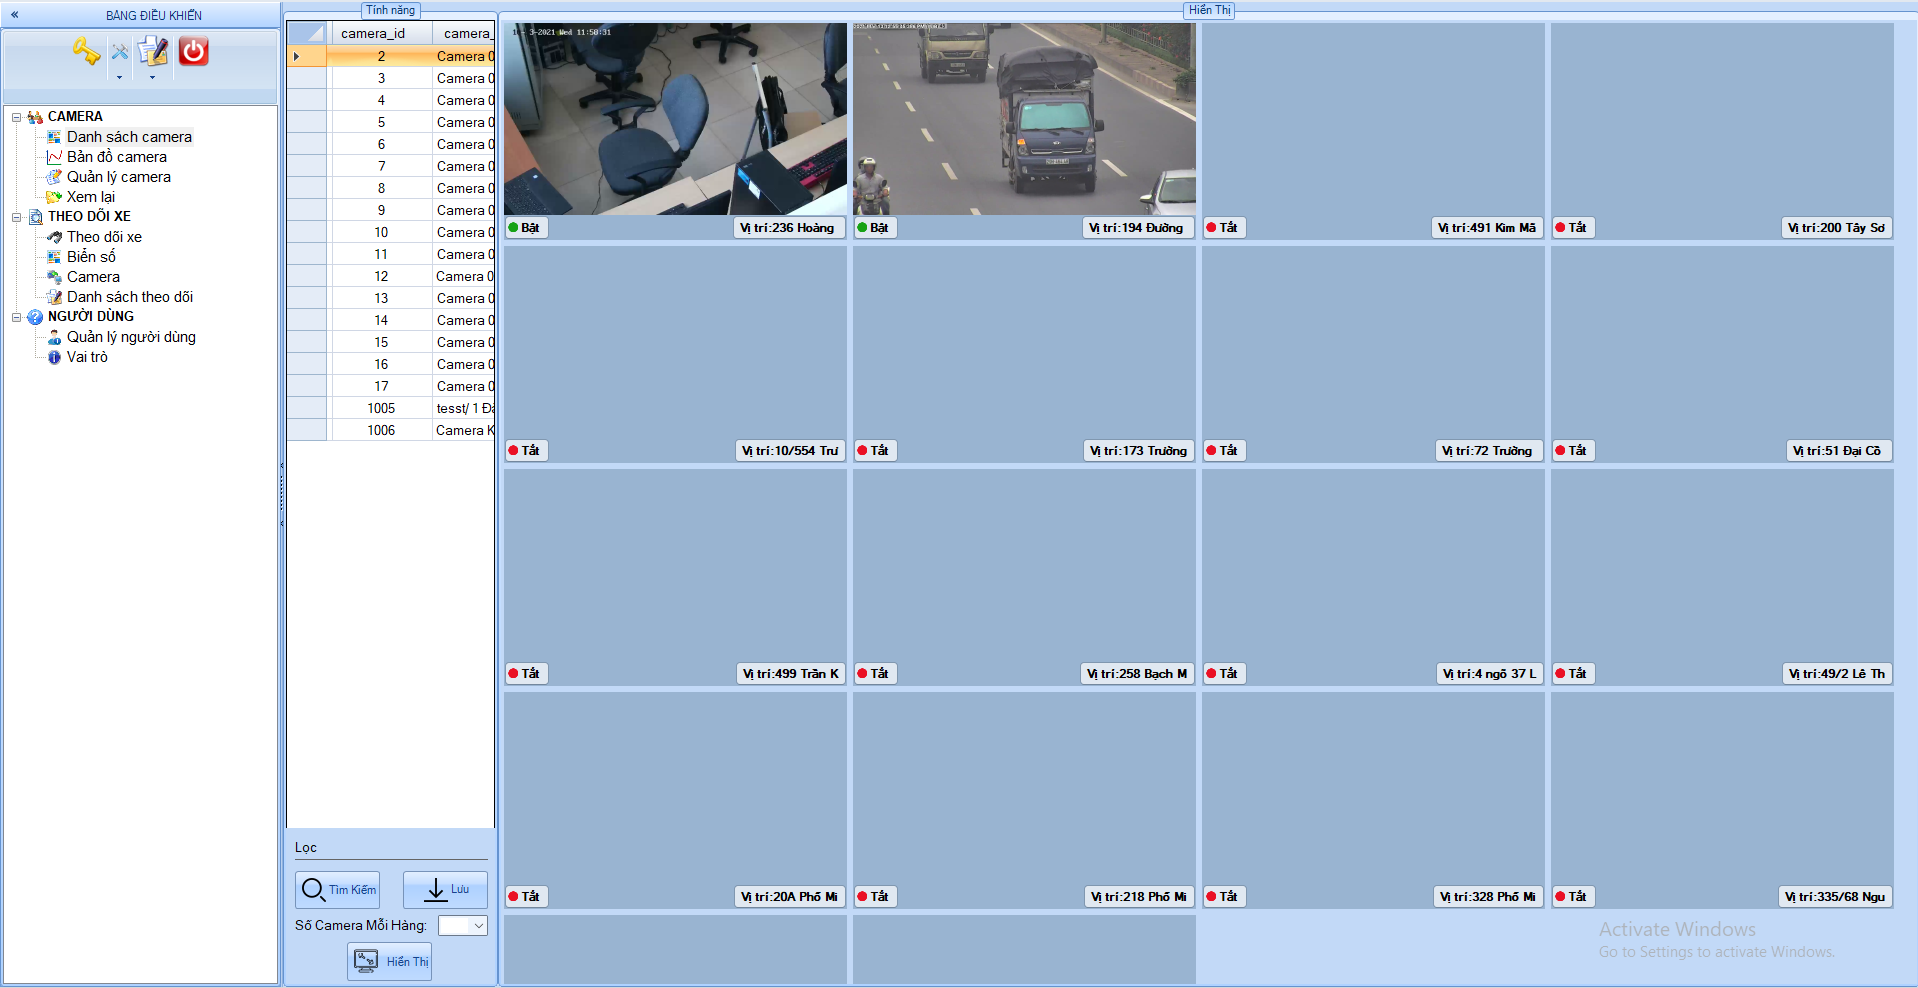 «
BẢNG ĐIỀU KHIỂN
CAMERA
Danh sách camera
Bản đồ camera
Quản lý camera
Xem lại
THEO DÕI XE
Theo dõi xe
Biển số
Camera
Danh sách theo dõi
NGƯỜI DÙNG
Quản lý người dùng
Vai trò
Tính năng
camera_id camera_
2 Camera 0
3 Camera 0
4 Camera 0
5 Camera 0
6 Camera 0
7 Camera 0
8 Camera 0
9 Camera 0
10 Camera 0
11 Camera 0
12 Camera 0
13 Camera 0
14 Camera 0
15 Camera 0
16 Camera 0
17 Camera 0
1005 tesst/ 1 Đà
1006 Camera K
Lọc
Tìm Kiếm Lưu
Số Camera Mỗi Hàng:
Hiển Thị
Hiển Thị
3-2021 Wed 11:58:31
Bật Vị trí:236 Hoàng
Bật Vị trí:194 Đường
Tắt Vị trí:491 Kim Mã
Tắt Vị trí:200 Tây Sơ
Tắt Vị trí:10/554 Trư
Tắt Vị trí:173 Trường
Tắt Vị trí:72 Trường
Tắt Vị trí:51 Đại Cồ
Tắt Vị trí:499 Trần K
Tắt Vị trí:258 Bạch M
Tắt Vị trí:4 ngõ 37 L
Tắt Vị trí:49/2 Lê Th
Tắt Vị trí:20A Phố Mi
Tắt Vị trí:218 Phố Mi
Tắt Vị trí:328 Phố Mi
Tắt Vị trí:335/68 Ngu
Activate Windows
Go to Settings to activate Windows.